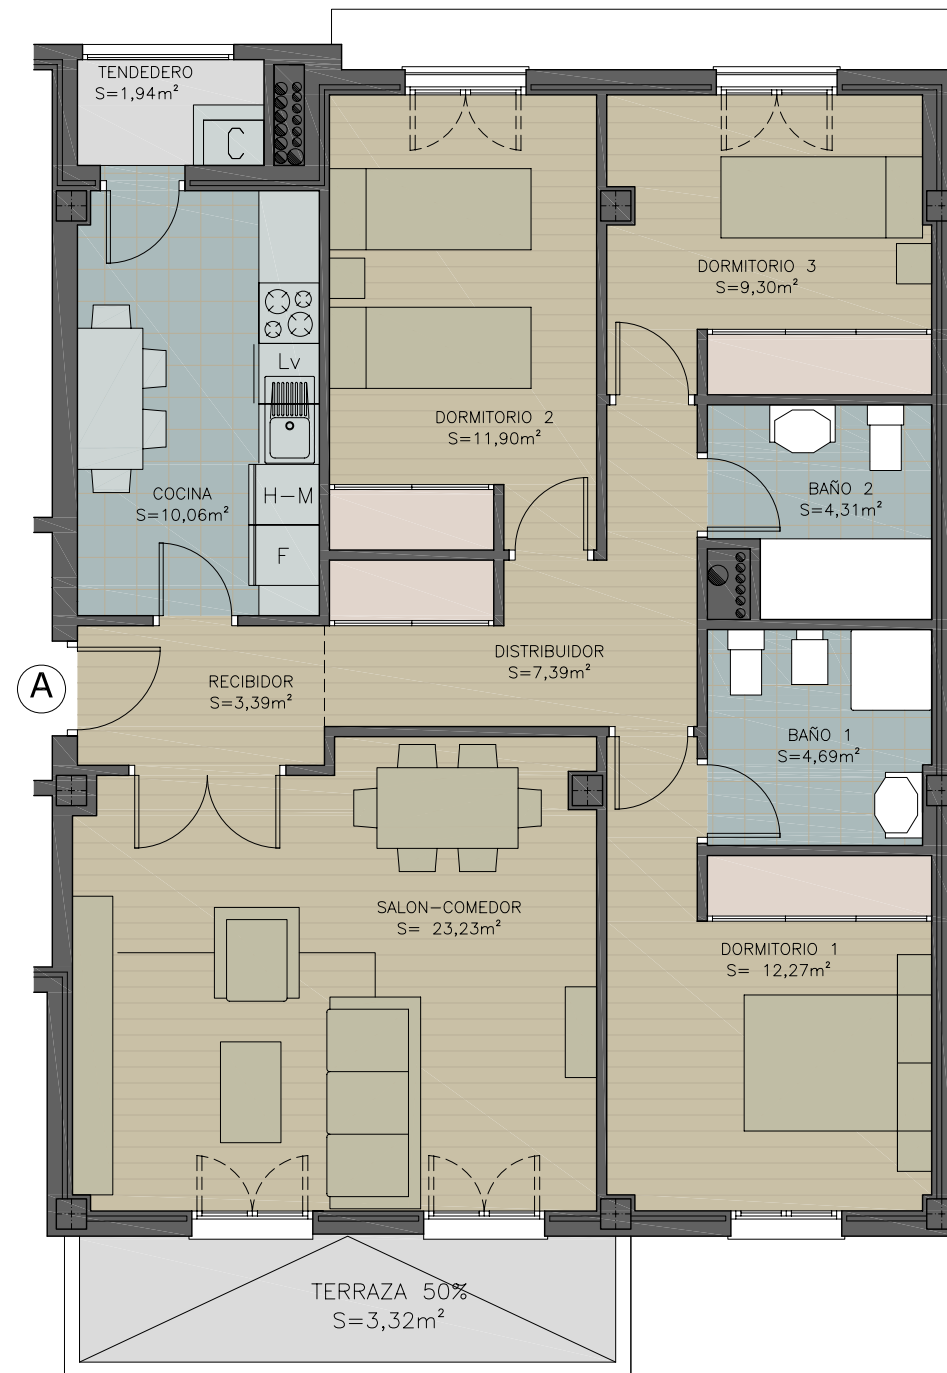 TENDEDERO
S=1,94m²
C
DORMITORIO 3
S=9,30m²
Lv
DORMITORIO 2
S=11,90m²
COCINA
S=10,06m²
H-M
F
BAÑO 2
S=4,31m²
DISTRIBUIDOR
S=7,39m²
A
RECIBIDOR
S=3,39m²
BAÑO 1
S=4,69m²
SALON-COMEDOR
S= 23,23m²
DORMITORIO 1
S= 12,27m²
TERRAZA 50%
S=3,32m²